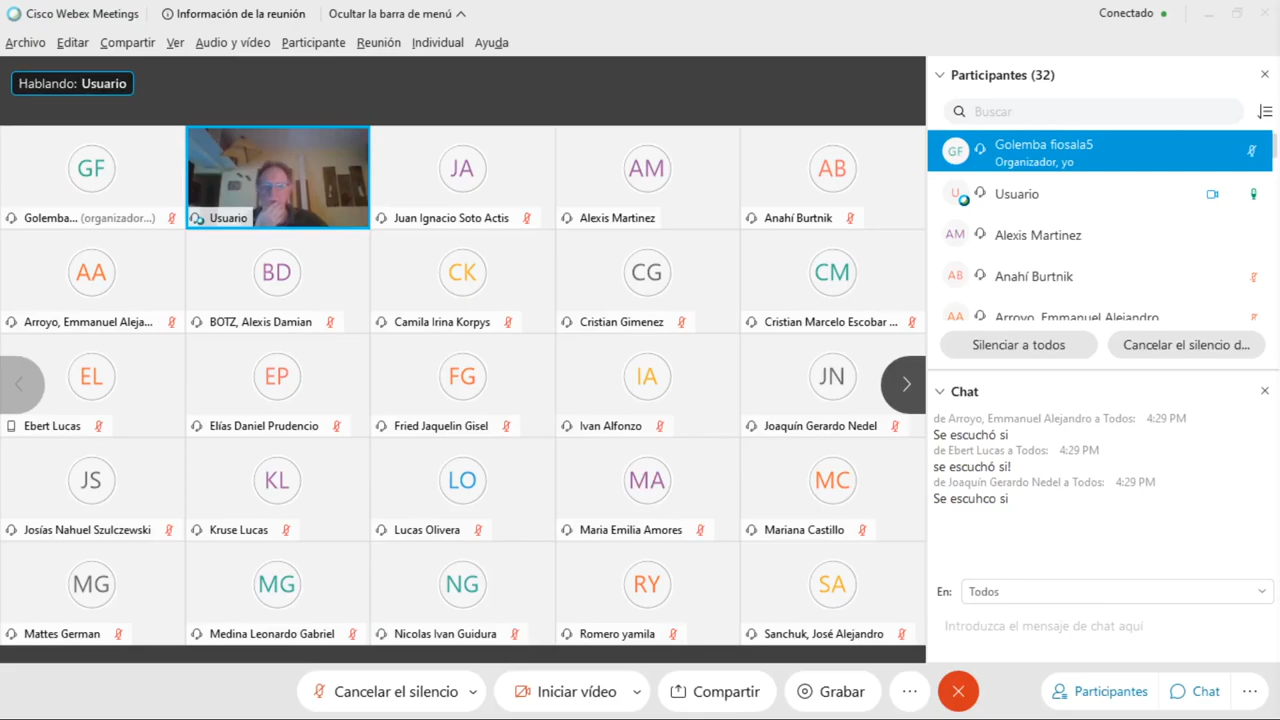 Cisco Webex Meetings
Información de la reunión
Ocultar la barra de menú
Conectado
Archivo Editar Compartir Ver Audio y vídeo Participante Reunión Individual Ayuda
Hablando: Usuario
GF
Golemba... (organizador...)
Usuario
JA
Juan Ignacio Soto Actis
AM
Alexis Martinez
AB
Anahí Burtnik
AA
Arroyo, Emmanuel Aleja...
BD
BOTZ, Alexis Damian
CK
Camila Irina Korpys
CG
Cristian Gimenez
CM
Cristian Marcelo Escobar ...
EL
Ebert Lucas
EP
Elías Daniel Prudencio
FG
Fried Jaquelin Gisel
IA
Ivan Alfonzo
JN
Joaquín Gerardo Nedel
JS
Josías Nahuel Szulczewski
KL
Kruse Lucas
LO
Lucas Olivera
MA
Maria Emilia Amores
MC
Mariana Castillo
MG
Mattes German
MG
Medina Leonardo Gabriel
NG
Nicolas Ivan Guidura
RY
Romero yamila
SA
Sanchuk, José Alejandro
Participantes (32)
Buscar
GF
Golemba fiosala5
Organizador, yo
U
Usuario
AM
Alexis Martinez
AB
Anahí Burtnik
AA
Arroyo, Emmanuel Alejandro
Silenciar a todos
Cancelar el silencio d...
Chat
de Arroyo, Emmanuel Alejandro a Todos: 4:29 PM
Se escuchó si
de Ebert Lucas a Todos: 4:29 PM
se escuchó si!
de Joaquín Gerardo Nedel a Todos: 4:29 PM
Se escuhco si
En: Todos
Introduzca el mensaje de chat aquí
Cancelar el silencio
Iniciar vídeo
Compartir
Grabar
Participantes
Chat